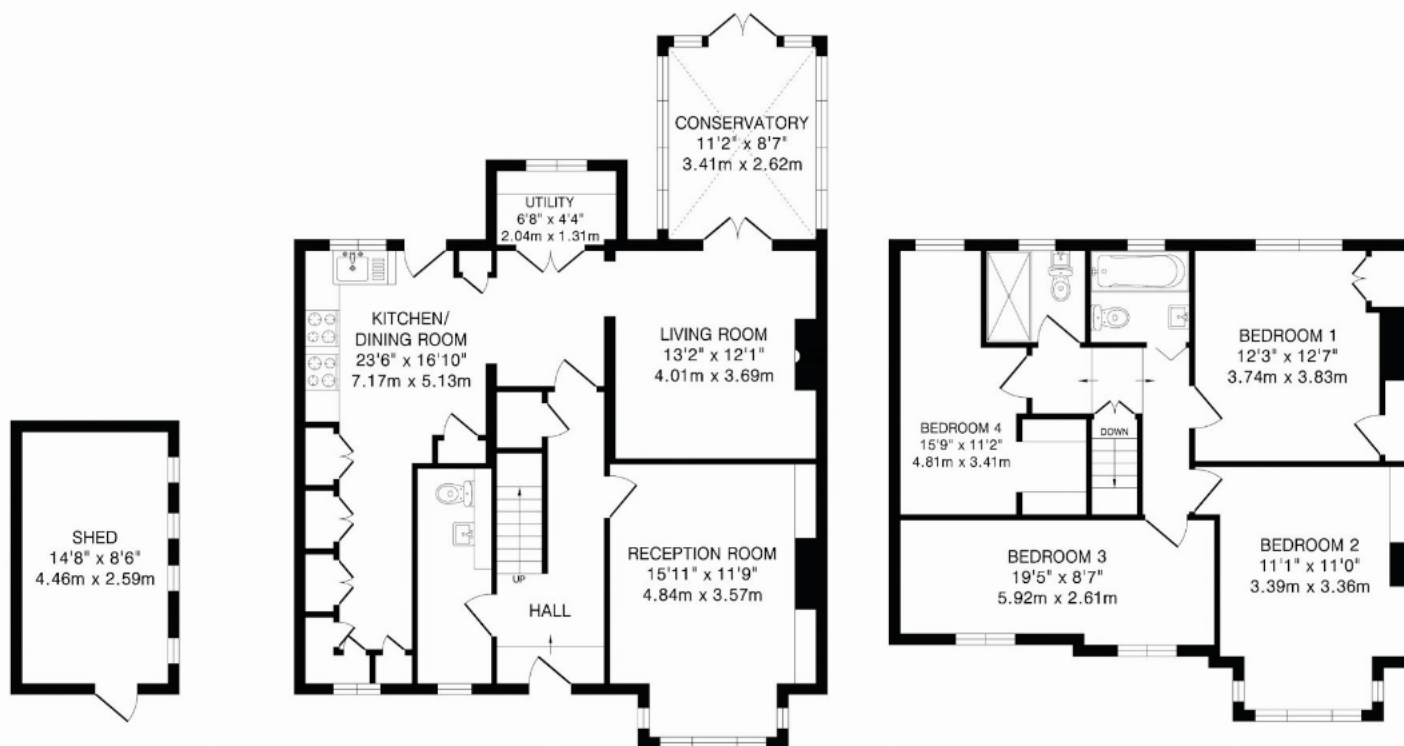 CONSERVATORY
11'2" x 8'7"
3.41m x 2.62m
UTILITY
6'8" x 4'4"
2.04m x 1.31m
KITCHEN/
DINING ROOM
23'6" x 16'10"
7.17m x 5.13m
LIVING ROOM
13'2" x 12'1"
4.01m x 3.69m
SHED
14'8" x 8'6"
4.46m x 2.59m
UP
HALL
RECEPTION ROOM
15'11" x 11'9"
4.84m x 3.57m
BEDROOM 1
12'3" x 12'7"
3.74m x 3.83m
BEDROOM 4
15'9" x 11'2"
4.81m x 3.41m
DOWN
BEDROOM 3
19'5" x 8'7"
5.92m x 2.61m
BEDROOM 2
11'1" x 11'0"
3.39m x 3.36m